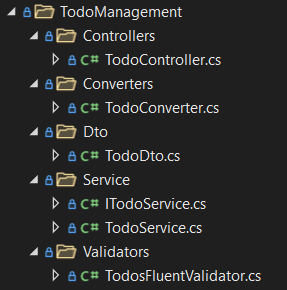 TodoManagement
Controllers
C# TodoController.cs
Converters
C# TodoConverter.cs
Dto
C# TodoDto.cs
Service
C# ITodoService.cs
C# TodoService.cs
Validators
C# TodosFluentValidator.cs